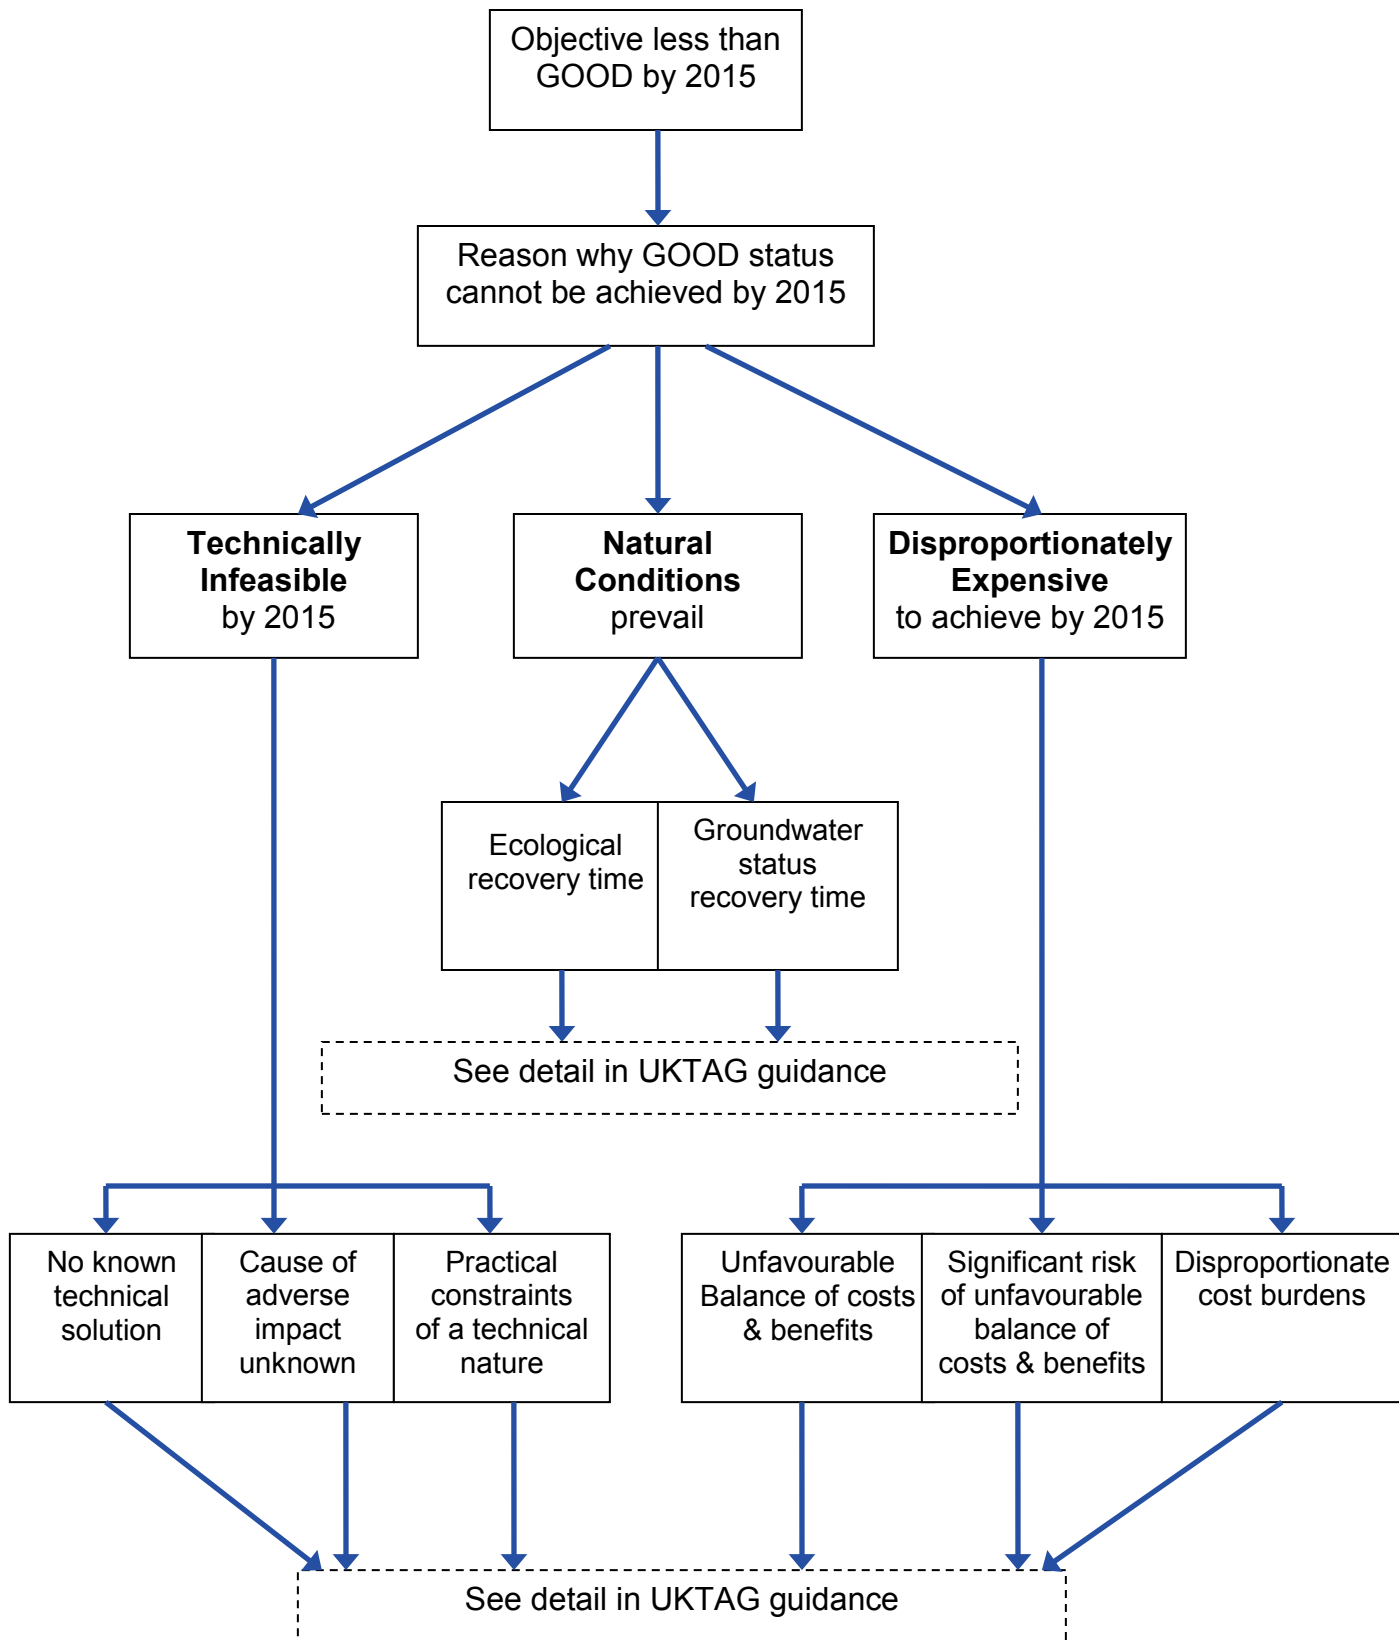 Objective less than
GOOD by 2015
Reason why GOOD status
cannot be achieved by 2015
Technically
Infeasible
by 2015
Natural
Conditions
prevail
Disproportionately
Expensive
to achieve by 2015
Ecological
recovery time
Groundwater
status
recovery time
See detail in UKTAG guidance
No known
technical
solution
Cause of
adverse
impact
unknown
Practical
constraints
of a technical
nature
Unfavourable
Balance of costs
& benefits
Significant risk
of unfavourable
balance of
costs & benefits
Disproportionate
cost burdens
See detail in UKTAG guidance